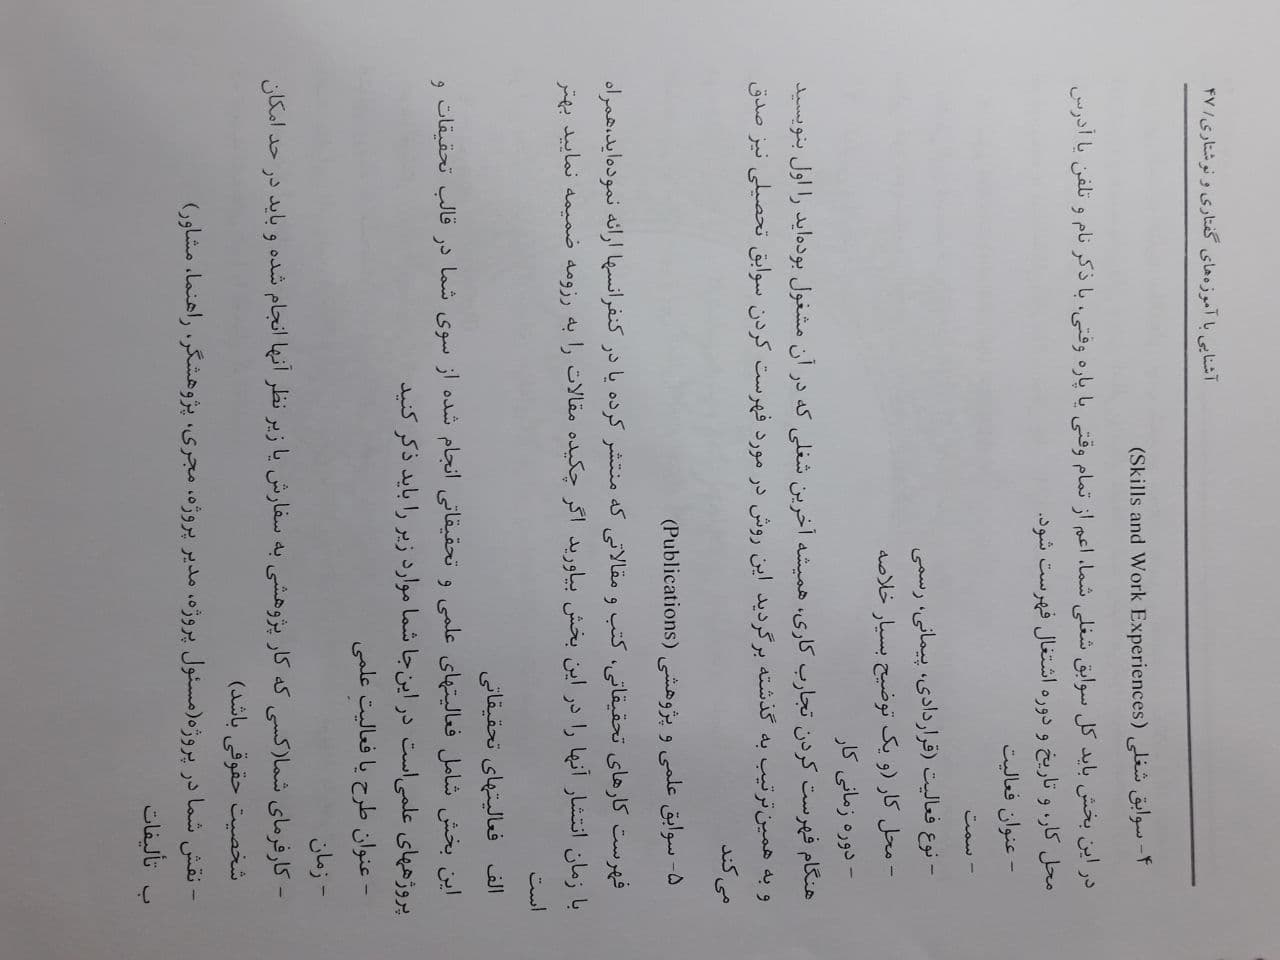 آشنایی با آموزه‌های گفتاری و نوشتاری/ ۴۷
۴- سوابق شغلی (Skills and Work Experiences)
در این بخش باید کل سوابق شغلی شما، اعم از تمام وقتی یا پاره وقتی، با ذکر نام و تلفن یا آدرس
محل کار، و تاریخ و دوره اشتغال فهرست شود.
- عنوان فعالیت
- سمت
- نوع فعالیت (قراردادی، پیمانی، رسمی
- محل کار (و یک توضیح بسیار خلاصه
- دوره زمانی کار
هنگام فهرست کردن تجارب کاری، همیشه آخرین شغلی که در آن مشغول بوده‌اید را اول بنویسید
و به همین‌ترتیب به گذشته برگردید این روش در مورد فهرست کردن سوابق تحصیلی نیز صدق
می‌کند
۵- سوابق علمی و پژوهشی (Publications)
فهرست کارهای تحقیقاتی، کتب و مقالاتی که منتشر کرده یا در کنفرانسها ارائه نموده‌اید،همراه
با زمان انتشار آنها را در این بخش بیاورید اگر چکیده مقالات را به رزومه ضمیمه نمایید بهتر
است
الف فعالیتهای تحقیقاتی
این بخش شامل فعالیتهای علمی و تحقیقاتی انجام شده از سوی شما در قالب تحقیقات و
پروژههای علمی‌است در این‌جا شما موارد زیر را باید ذکر کنید
- عنوان طرح یا فعالیتِ علمی
- زمان
- کارفرمای شما(کسی که کار پژوهشی به سفارش یا زیر نظر آنها انجام شده و باید در حد امکان
شخصیت حقوقی باشد)
- نقش شما در پروژه(مسئول پروژه، مدیر پروژه، مجری، پژوهشگر، راهنما، مشاور)
ب تألیفات